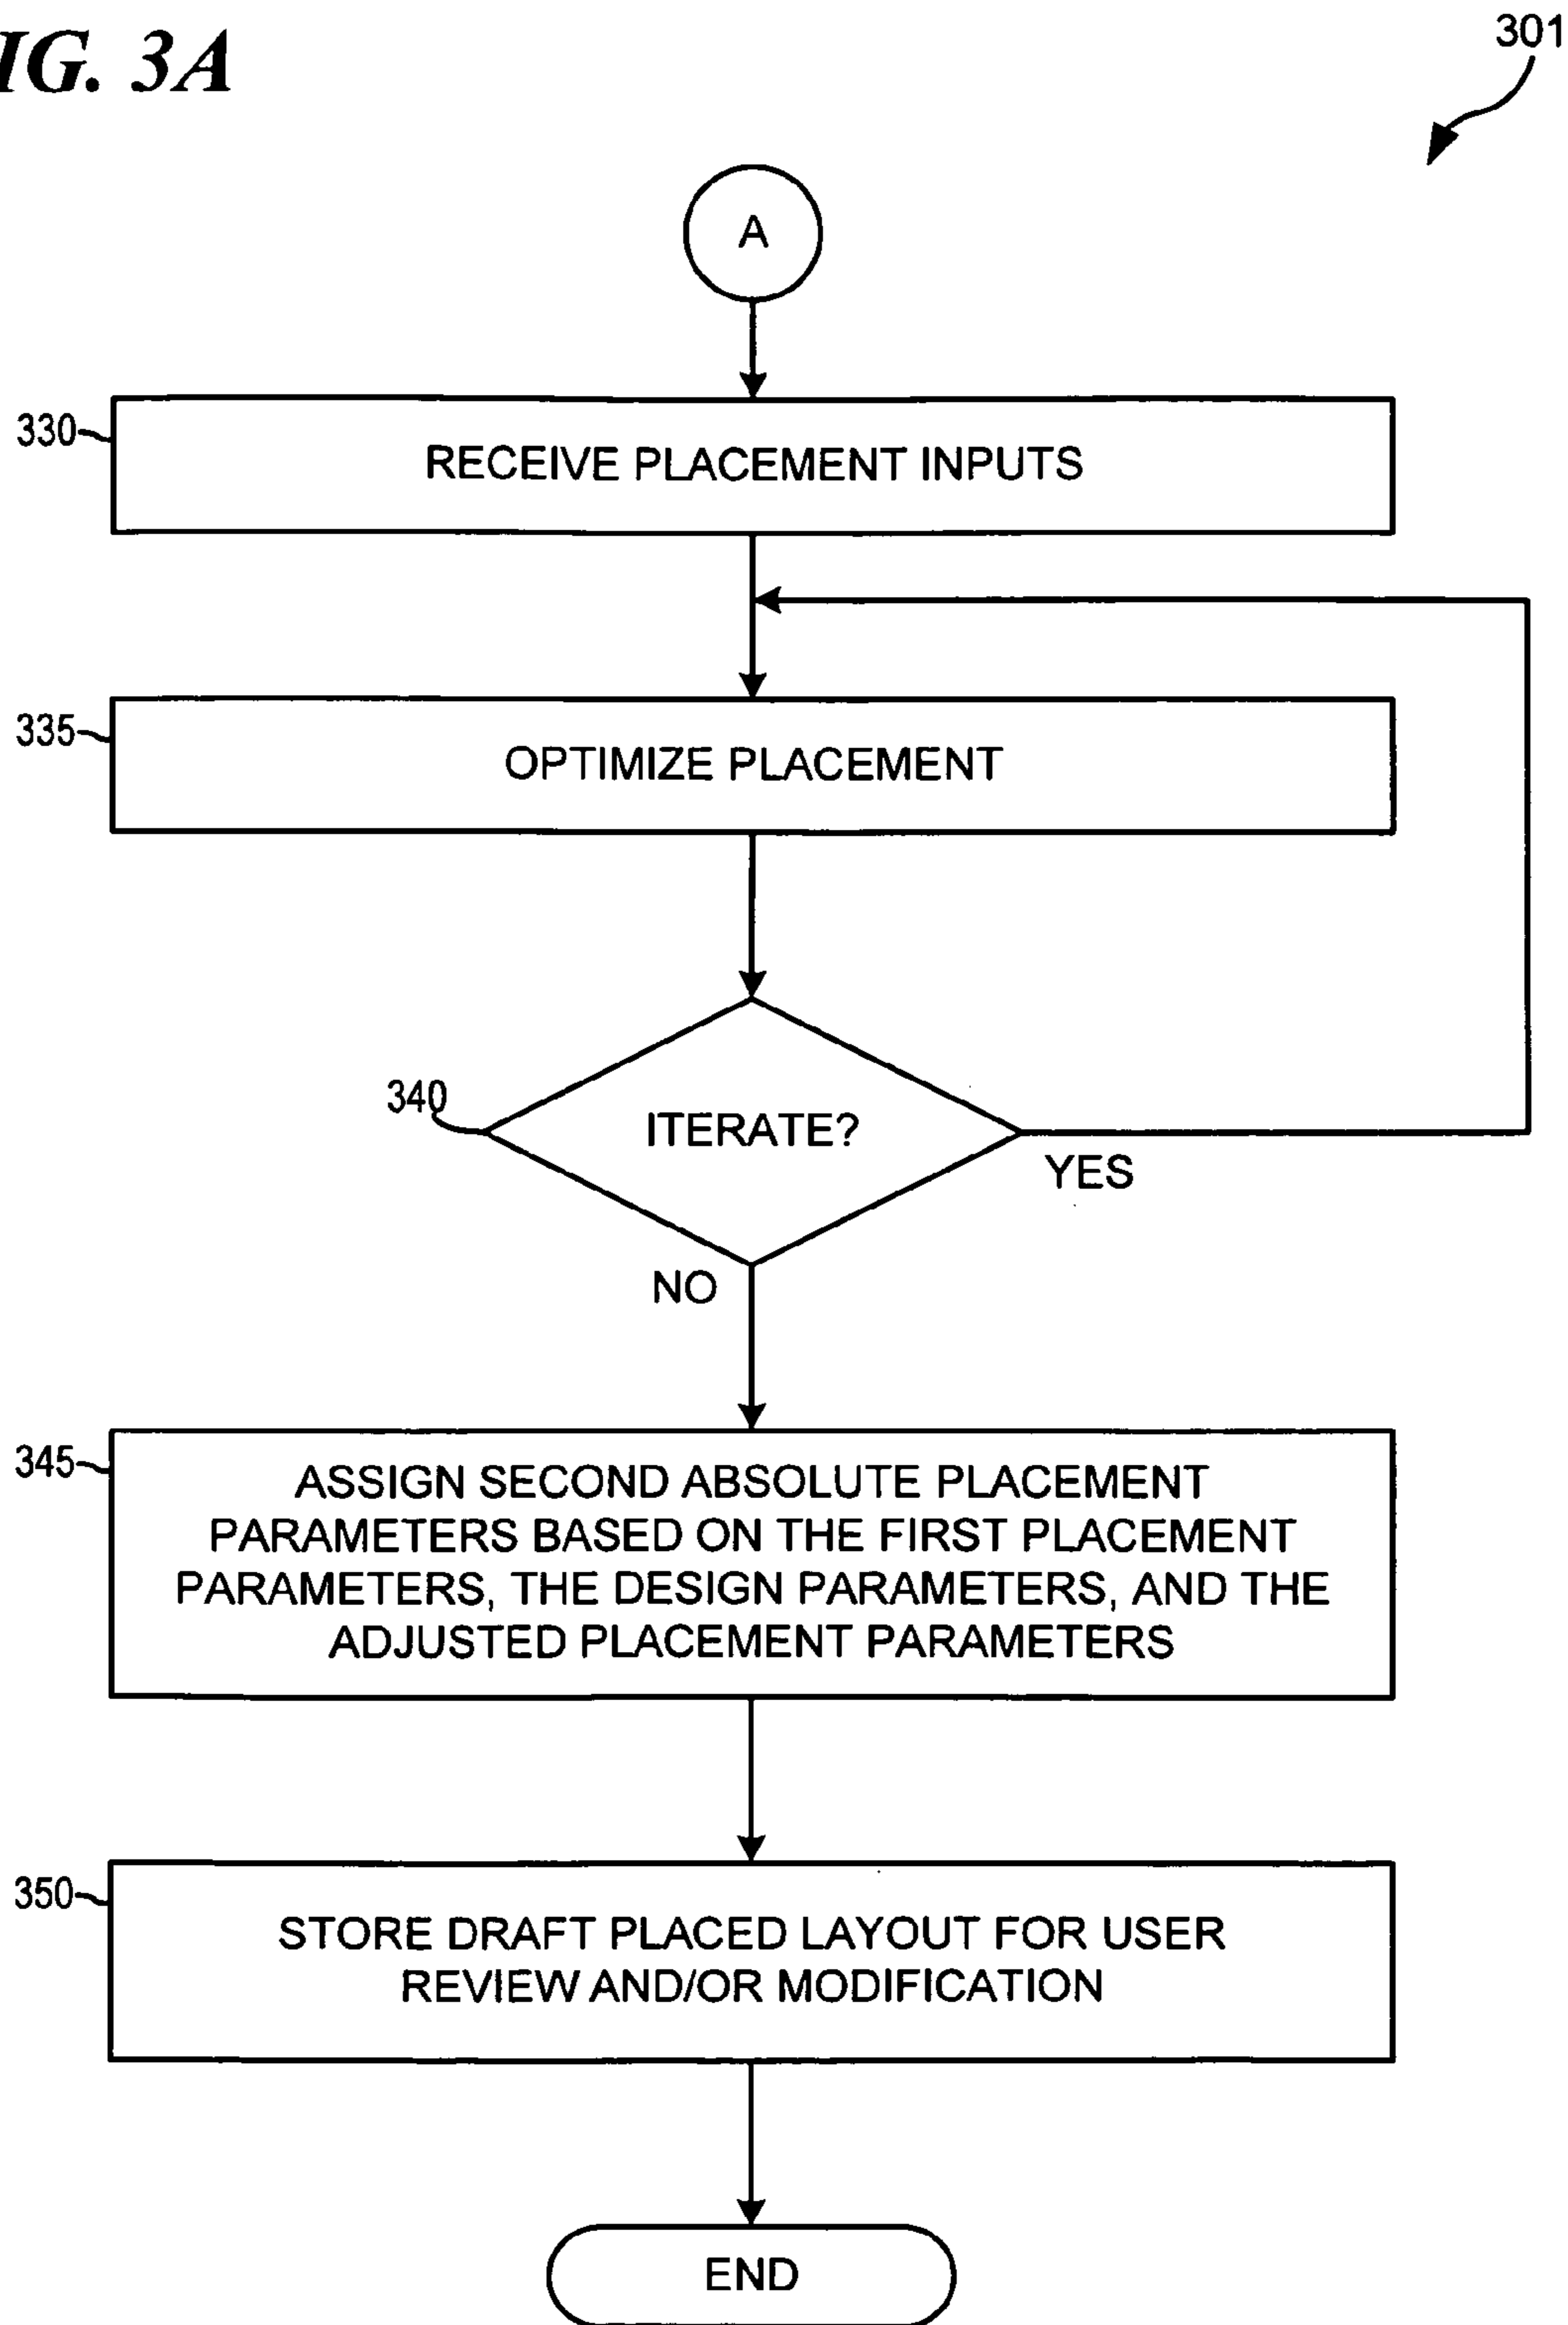 IG. 3A
301
A
330
RECEIVE PLACEMENT INPUTS
335
OPTIMIZE PLACEMENT
340
ITERATE?
YES
NO
345
ASSIGN SECOND ABSOLUTE PLACEMENT
PARAMETERS BASED ON THE FIRST PLACEMENT
PARAMETERS, THE DESIGN PARAMETERS, AND THE
ADJUSTED PLACEMENT PARAMETERS
350
STORE DRAFT PLACED LAYOUT FOR USER
REVIEW AND/OR MODIFICATION
END